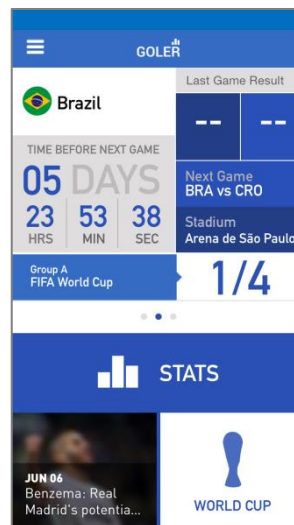 GOLER
Brazil
Last Game Result
-- --
TIME BEFORE NEXT GAME
05 DAYS
23 53 38
HRS MIN SEC
Next Game
BRA vs CRO
Stadium
Arena de São Paulo
Group A
FIFA World Cup
1/4
STATS
JUN 06
Benzema: Real
Madrid's potentia...
WORLD CUP